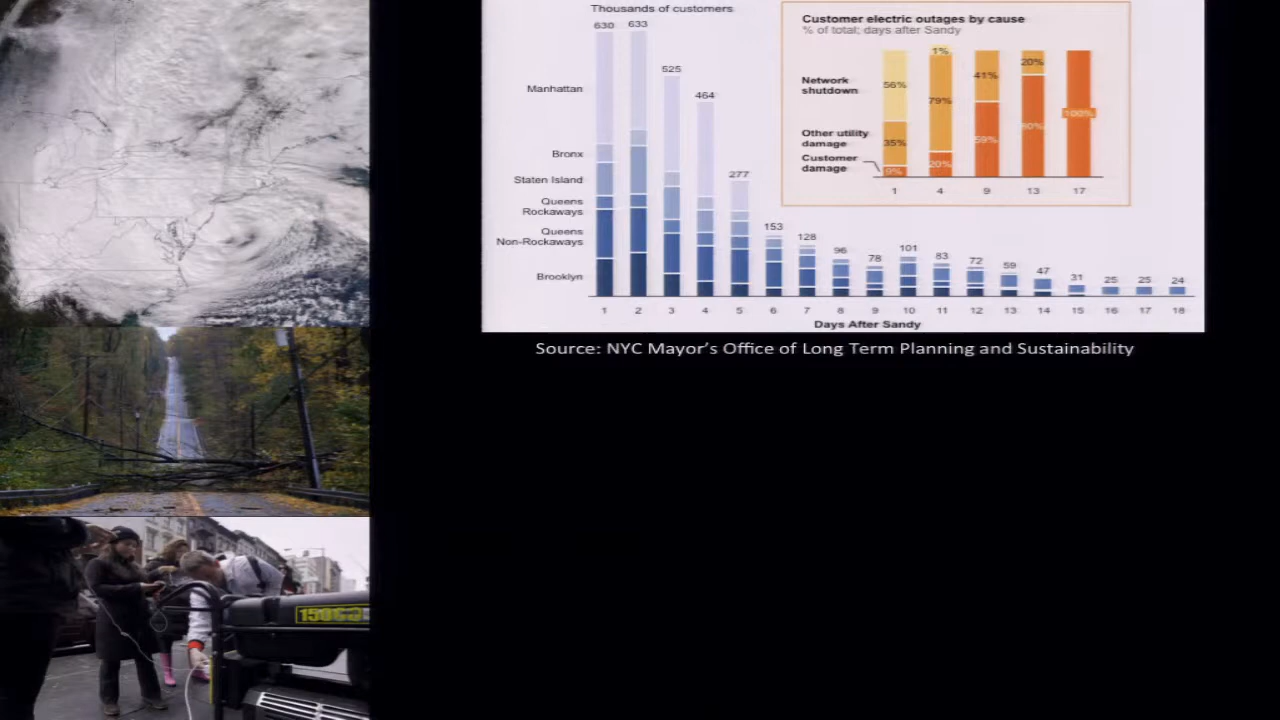 Thousands of customers
630 633
525
464
277
153
128
96
78
101
83
72
59
47
31
25
25
24
Manhattan
Bronx
Staten Island
Queens
Rockaways
Queens
Non-Rockaways
Brooklyn
1 2 3 4 5 6 7 8 9 10 11 12 13 14 15 16 17 18
Days After Sandy
Customer electric outages by cause
% of total; days after Sandy
Network
shutdown
Other utility
damage
Customer
damage
56% 1% 41% 20%
35% 79% 59% 80% 100%
9% 20%
1 4 9 13 17
Source: NYC Mayor's Office of Long Term Planning and Sustainability